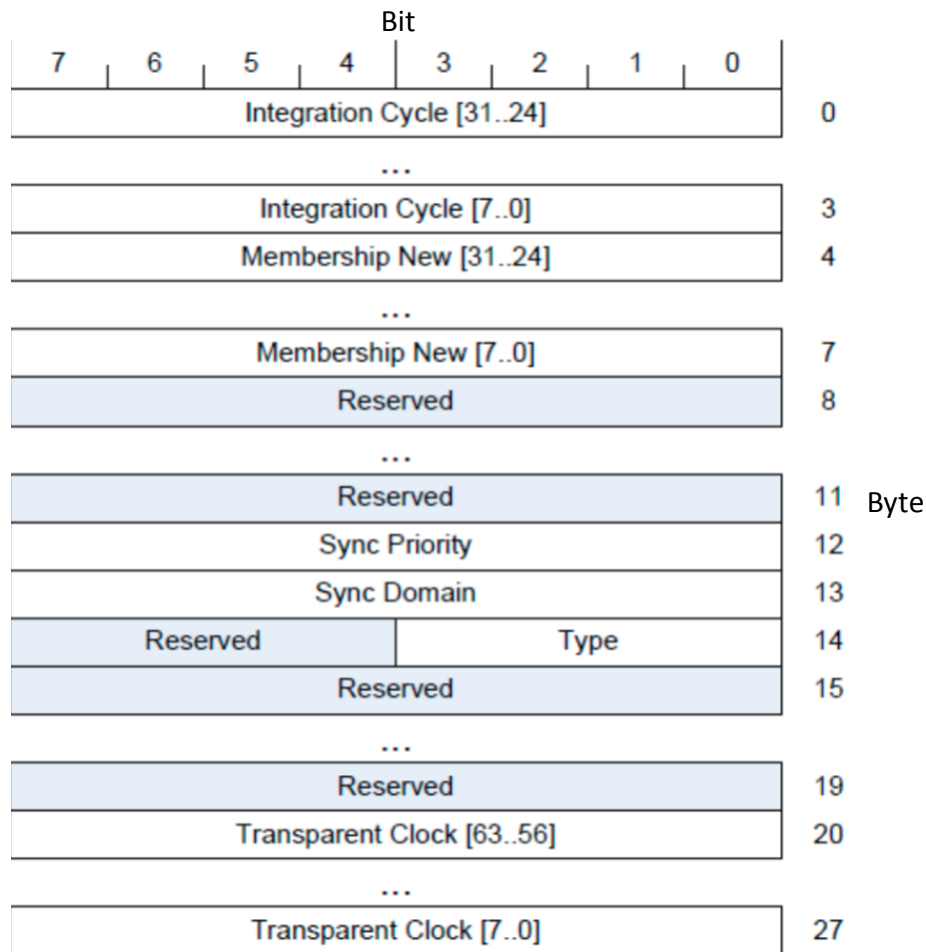 Bit
7 6 5 4 3 2 1 0
Integration Cycle [31..24] 0
...
Integration Cycle [7..0] 3
Membership New [31..24] 4
...
Membership New [7..0] 7
Reserved 8
...
Reserved 11 Byte
Sync Priority 12
Sync Domain 13
Reserved Type 14
Reserved 15
...
Reserved 19
Transparent Clock [63..56] 20
...
Transparent Clock [7..0] 27